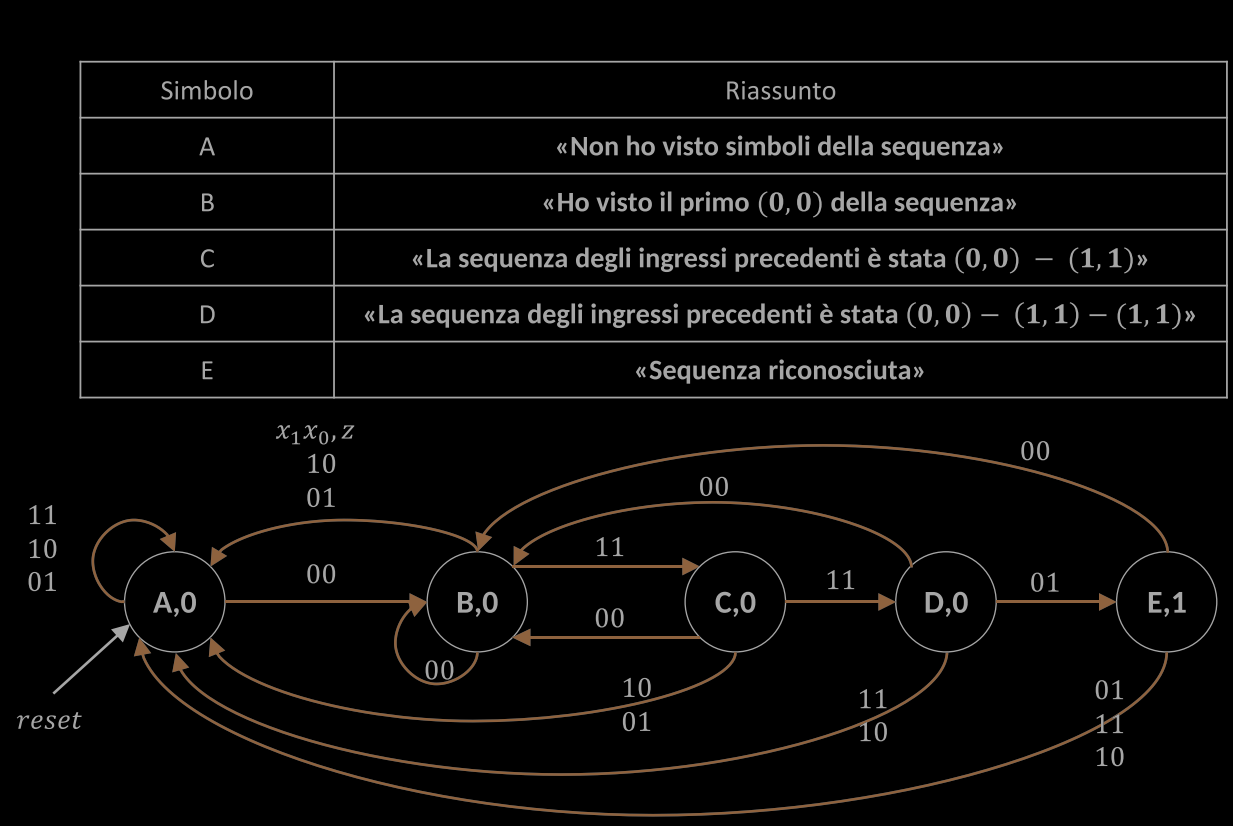 Simbolo Riassunto
A «Non ho visto simboli della sequenza»
B «Ho visto il primo (0, 0) della sequenza»
C «La sequenza degli ingressi precedenti è stata (0, 0) − (1, 1)»
D «La sequenza degli ingressi precedenti è stata (0, 0) − (1, 1) − (1, 1)»
E «Sequenza riconosciuta»
x₁x₀, z
10
01
00
00
11
10
01
00
11
11
01
A,0
B,0
C,0
D,0
E,1
00
00
reset
10
01
11
10
01
11
10